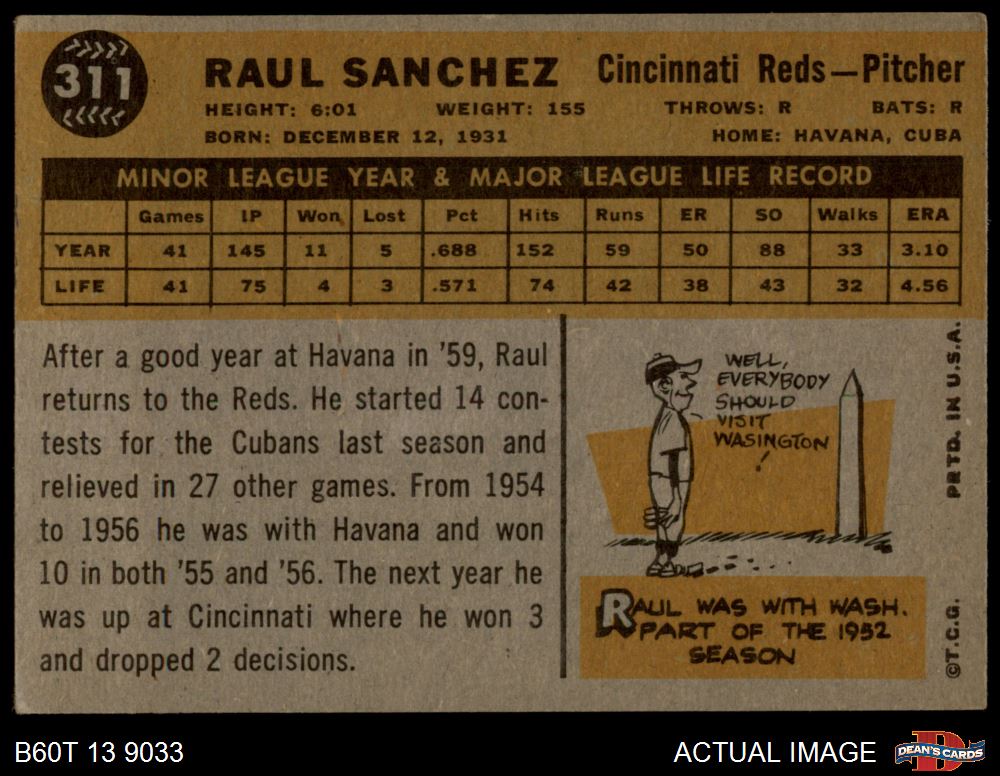 311
RAUL SANCHEZ Cincinnati Reds—Pitcher
HEIGHT: 6:01 WEIGHT: 155 THROWS: R BATS: R
BORN: DECEMBER 12, 1931 HOME: HAVANA, CUBA
MINOR LEAGUE YEAR & MAJOR LEAGUE LIFE RECORD
Games IP Won Lost Pct Hits Runs ER SO Walks ERA
YEAR 41 145 11 5 .688 152 59 50 88 33 3.10
LIFE 41 75 4 3 .571 74 42 38 43 32 4.56
After a good year at Havana in '59, Raul
returns to the Reds. He started 14 con-
tests for the Cubans last season and
relieved in 27 other games. From 1954
to 1956 he was with Havana and won
10 in both '55 and '56. The next year he
was up at Cincinnati where he won 3
and dropped 2 decisions.
WELL,
EVERYBODY
SHOULD
VISIT
WASINGTON
!
RAUL WAS WITH WASH.
PART OF THE 1952
SEASON
©T.C.G. PRTD. IN U.S.A.
B60T 13 9033 ACTUAL IMAGE DEAN'S CARDS